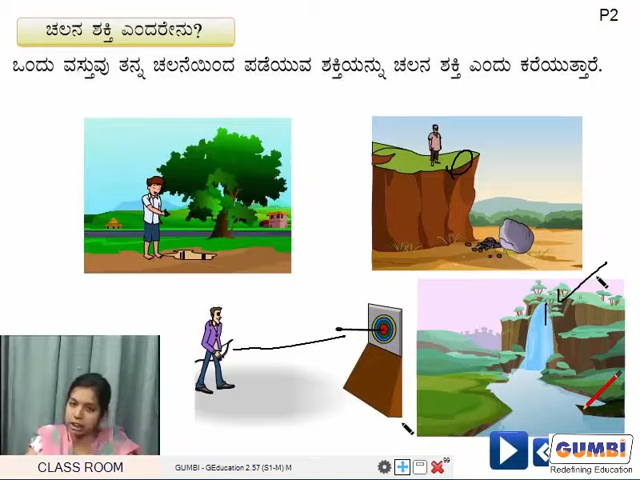 P2
ಚಲನ ಶಕ್ತಿ ಎಂದರೇನು?
ಒಂದು ವಸ್ತುವು ತನ್ನ ಚಲನೆಯಿಂದ ಪಡೆಯುವ ಶಕ್ತಿಯನ್ನು ಚಲನ ಶಕ್ತಿ ಎಂದು ಕರೆಯುತ್ತಾರೆ.
CLASS ROOM
GUMBI - GEducation 2.57 (S1-M) M
99
GUMBi
Redefining Education